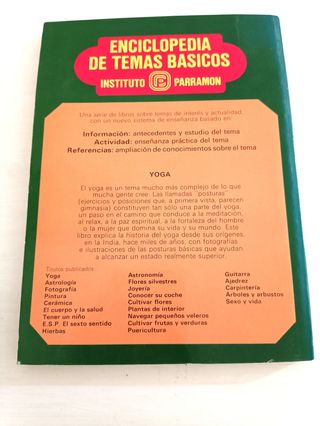 ENCICLOPEDIA
DE TEMAS BÁSICOS
INSTITUTO P PARRAMON
Una serie de libros sobre temas de interés y actualidad
con un nuevo sistema de enseñanza basado en:
Información: antecedentes y estudio del tema
Actividad: enseñanza práctica del tema
Referencias: ampliación de conocimientos sobre el tema
YOGA
El yoga es un tema mucho más complejo de lo que
mucha gente cree. Las llamadas "posturas"
(ejercicios y posiciones que, a primera vista, parecen
gimnasia) constituyen tan sólo una parte del yoga,
un paso en el camino que conduce a la meditación,
al relax, a la paz espiritual, a la fortaleza del hombre
o la mujer que domina su vida y su mundo. Este
libro explica la historia del yoga desde sus orígenes,
en la India, hace miles de años, con fotografías
e ilustraciones de las posturas básicas que ayudan
a alcanzar un estado realmente superior.
Títulos publicados:
Yoga
Astrología
Fotografía
Pintura
Cerámica
El cuerpo y la salud
Tener un niño
E.S.P. El sexto sentido
Hierbas
Astronomía
Flores silvestres
Joyería
Conocer su coche
Cultivar flores
Plantas de interior
Navegar pequeños veleros
Cultivar frutas y verduras
Puericultura
Guitarra
Ajedrez
Carpintería
Árboles y arbustos
Sexo y vida